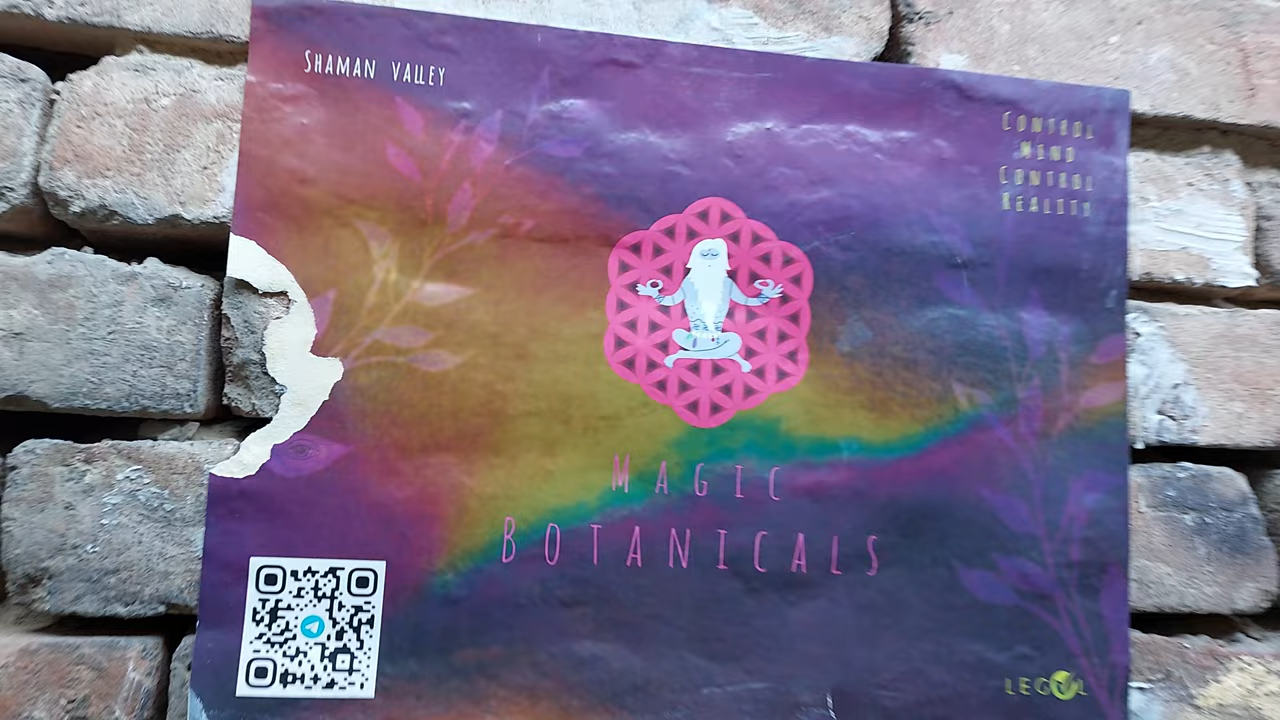 SHAMAN VALLEY
CONTROL
MIND
CONTROL
REALITY
MAGIC
BOTANICALS
LEGAL